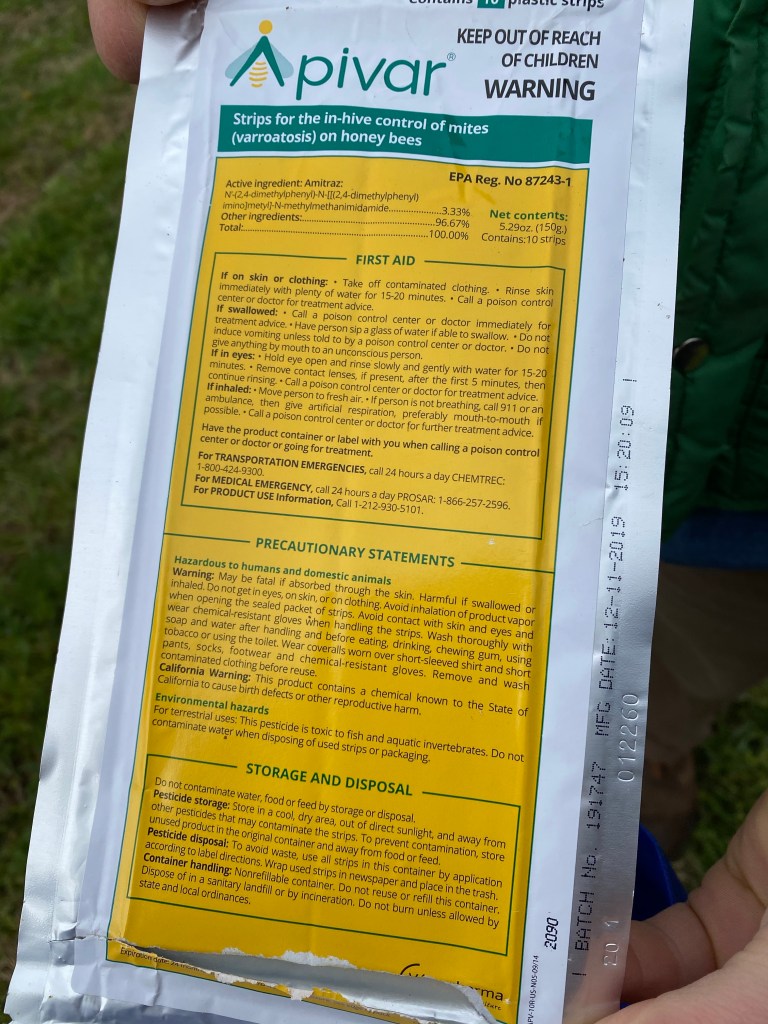 Contains 10 plastic strips
Apivar®
KEEP OUT OF REACH
OF CHILDREN
WARNING
Strips for the in-hive control of mites
(varroatosis) on honey bees
EPA Reg. No 87243-1
Active ingredient: Amitraz:
N'-(2,4-dimethylphenyl)-N-[[(2,4-dimethylphenyl)
imino]metyl]-N-methylmethanimidamide..................3.33%
Other ingredients:..................96.67%
Total:..................100.00%
Net contents:
5.29oz. (150g.)
Contains:10 strips
FIRST AID
If on skin or clothing: • Take off contaminated clothing. • Rinse skin
immediately with plenty of water for 15-20 minutes. • Call a poison control
center or doctor for treatment advice.
If swallowed: • Call a poison control center or doctor immediately for
treatment advice. • Have person sip a glass of water if able to swallow. • Do not
induce vomiting unless told to by a poison control center or doctor. • Do not
give anything by mouth to an unconscious person.
If in eyes: • Hold eye open and rinse slowly and gently with water for 15-20
minutes. • Remove contact lenses, if present, after the first 5 minutes, then
continue rinsing. • Call a poison control center or doctor for treatment advice.
If inhaled: • Move person to fresh air. • If person is not breathing, call 911 or an
ambulance, then give artificial respiration, preferably mouth-to-mouth if
possible. • Call a poison control center or doctor for further treatment advice.
Have the product container or label with you when calling a poison control
center or doctor or going for treatment.
For TRANSPORTATION EMERGENCIES, call 24 hours a day CHEMTREC:
1-800-424-9300.
For MEDICAL EMERGENCY, call 24 hours a day PROSAR: 1-866-257-2596.
For PRODUCT USE Information, Call 1-212-930-5101.
PRECAUTIONARY STATEMENTS
Hazardous to humans and domestic animals
Warning: May be fatal if absorbed through the skin. Harmful if swallowed or
inhaled. Do not get in eyes, on skin, or on clothing. Avoid inhalation of product vapor
when opening the sealed packet of strips. Avoid contact with skin and eyes and
wear chemical-resistant gloves when handling the strips. Wash thoroughly with
soap and water after handling and before eating, drinking, chewing gum, using
tobacco or using the toilet. Wear coveralls worn over short-sleeved shirt and short
pants, socks, footwear and chemical-resistant gloves. Remove and wash
contaminated clothing before reuse.
California Warning: This product contains a chemical known to the State of
California to cause birth defects or other reproductive harm.
Environmental hazards
For terrestrial uses: This pesticide is toxic to fish and aquatic invertebrates. Do not
contaminate water when disposing of used strips or packaging.
STORAGE AND DISPOSAL
Do not contaminate water, food or feed by storage or disposal.
Pesticide storage: Store in a cool, dry area, out of direct sunlight, and away from
other pesticides that may contaminate the strips. To prevent contamination, store
unused product in the original container and away from food or feed.
Pesticide disposal: To avoid waste, use all strips in this container by application
according to label directions. Wrap used strips in newspaper and place in the trash.
Container handling: Nonrefillable container. Do not reuse or refill this container.
Dispose of in a sanitary landfill or by incineration. Do not burn unless allowed by
state and local ordinances.
Expiration date: 24
2090
APV-10R-US-N05-09/14
BATCH No. 191747 MFG DATE: 12-11-2019 15:20:09
012260